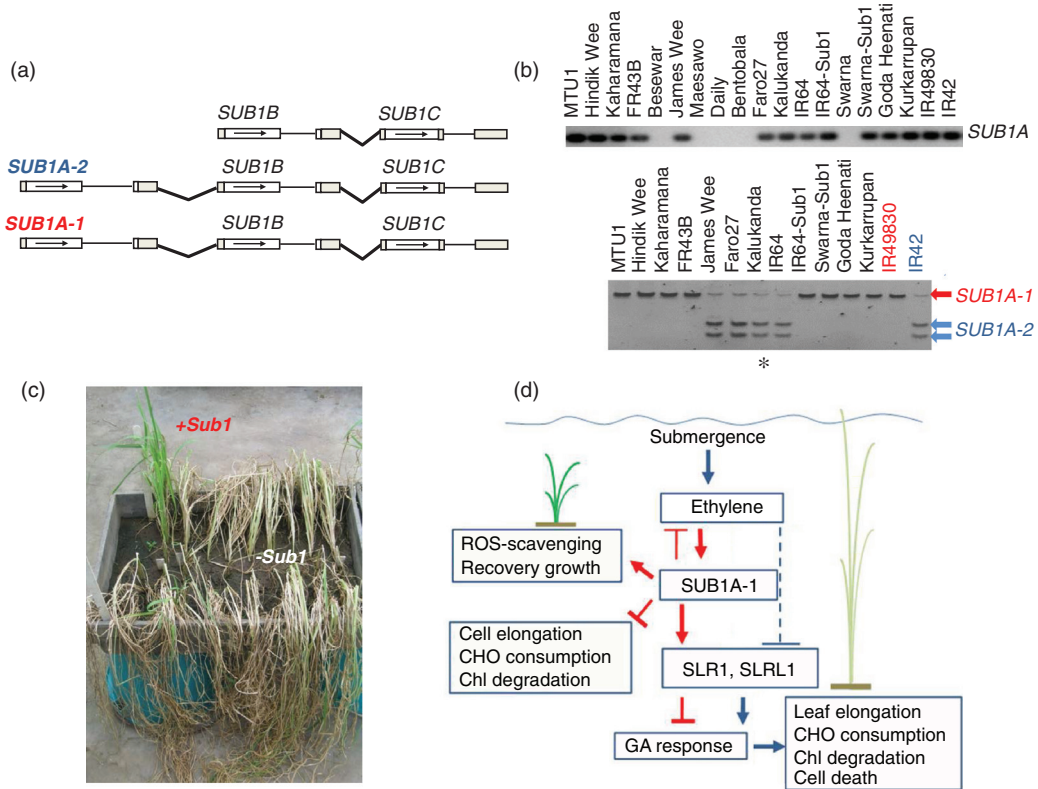 (a)
SUB1B
SUB1C
SUB1A-2
SUB1B
SUB1C
SUB1A-1
SUB1B
SUB1C
(b)
MTU1
Hindik Wee
Kaharamana
FR43B
Besewar
James Wee
Maesawo
Daily
Bentobala
Faro27
Kalukanda
IR64
IR64-Sub1
Swarna
Swarna-Sub1
Goda Heenati
Kurkarrupan
IR49830
IR42
SUB1A
MTU1
Hindik Wee
Kaharamana
FR43B
James Wee
Faro27
Kalukanda
IR64
IR64-Sub1
Swarna-Sub1
Goda Heenati
Kurkarrupan
IR49830
IR42
SUB1A-1
SUB1A-2
*
(c)
+Sub1
-Sub1
(d)
Submergence
Ethylene
ROS-scavenging
Recovery growth
SUB1A-1
Cell elongation
CHO consumption
Chl degradation
SLR1, SLRL1
GA response
Leaf elongation
CHO consumption
Chl degradation
Cell death